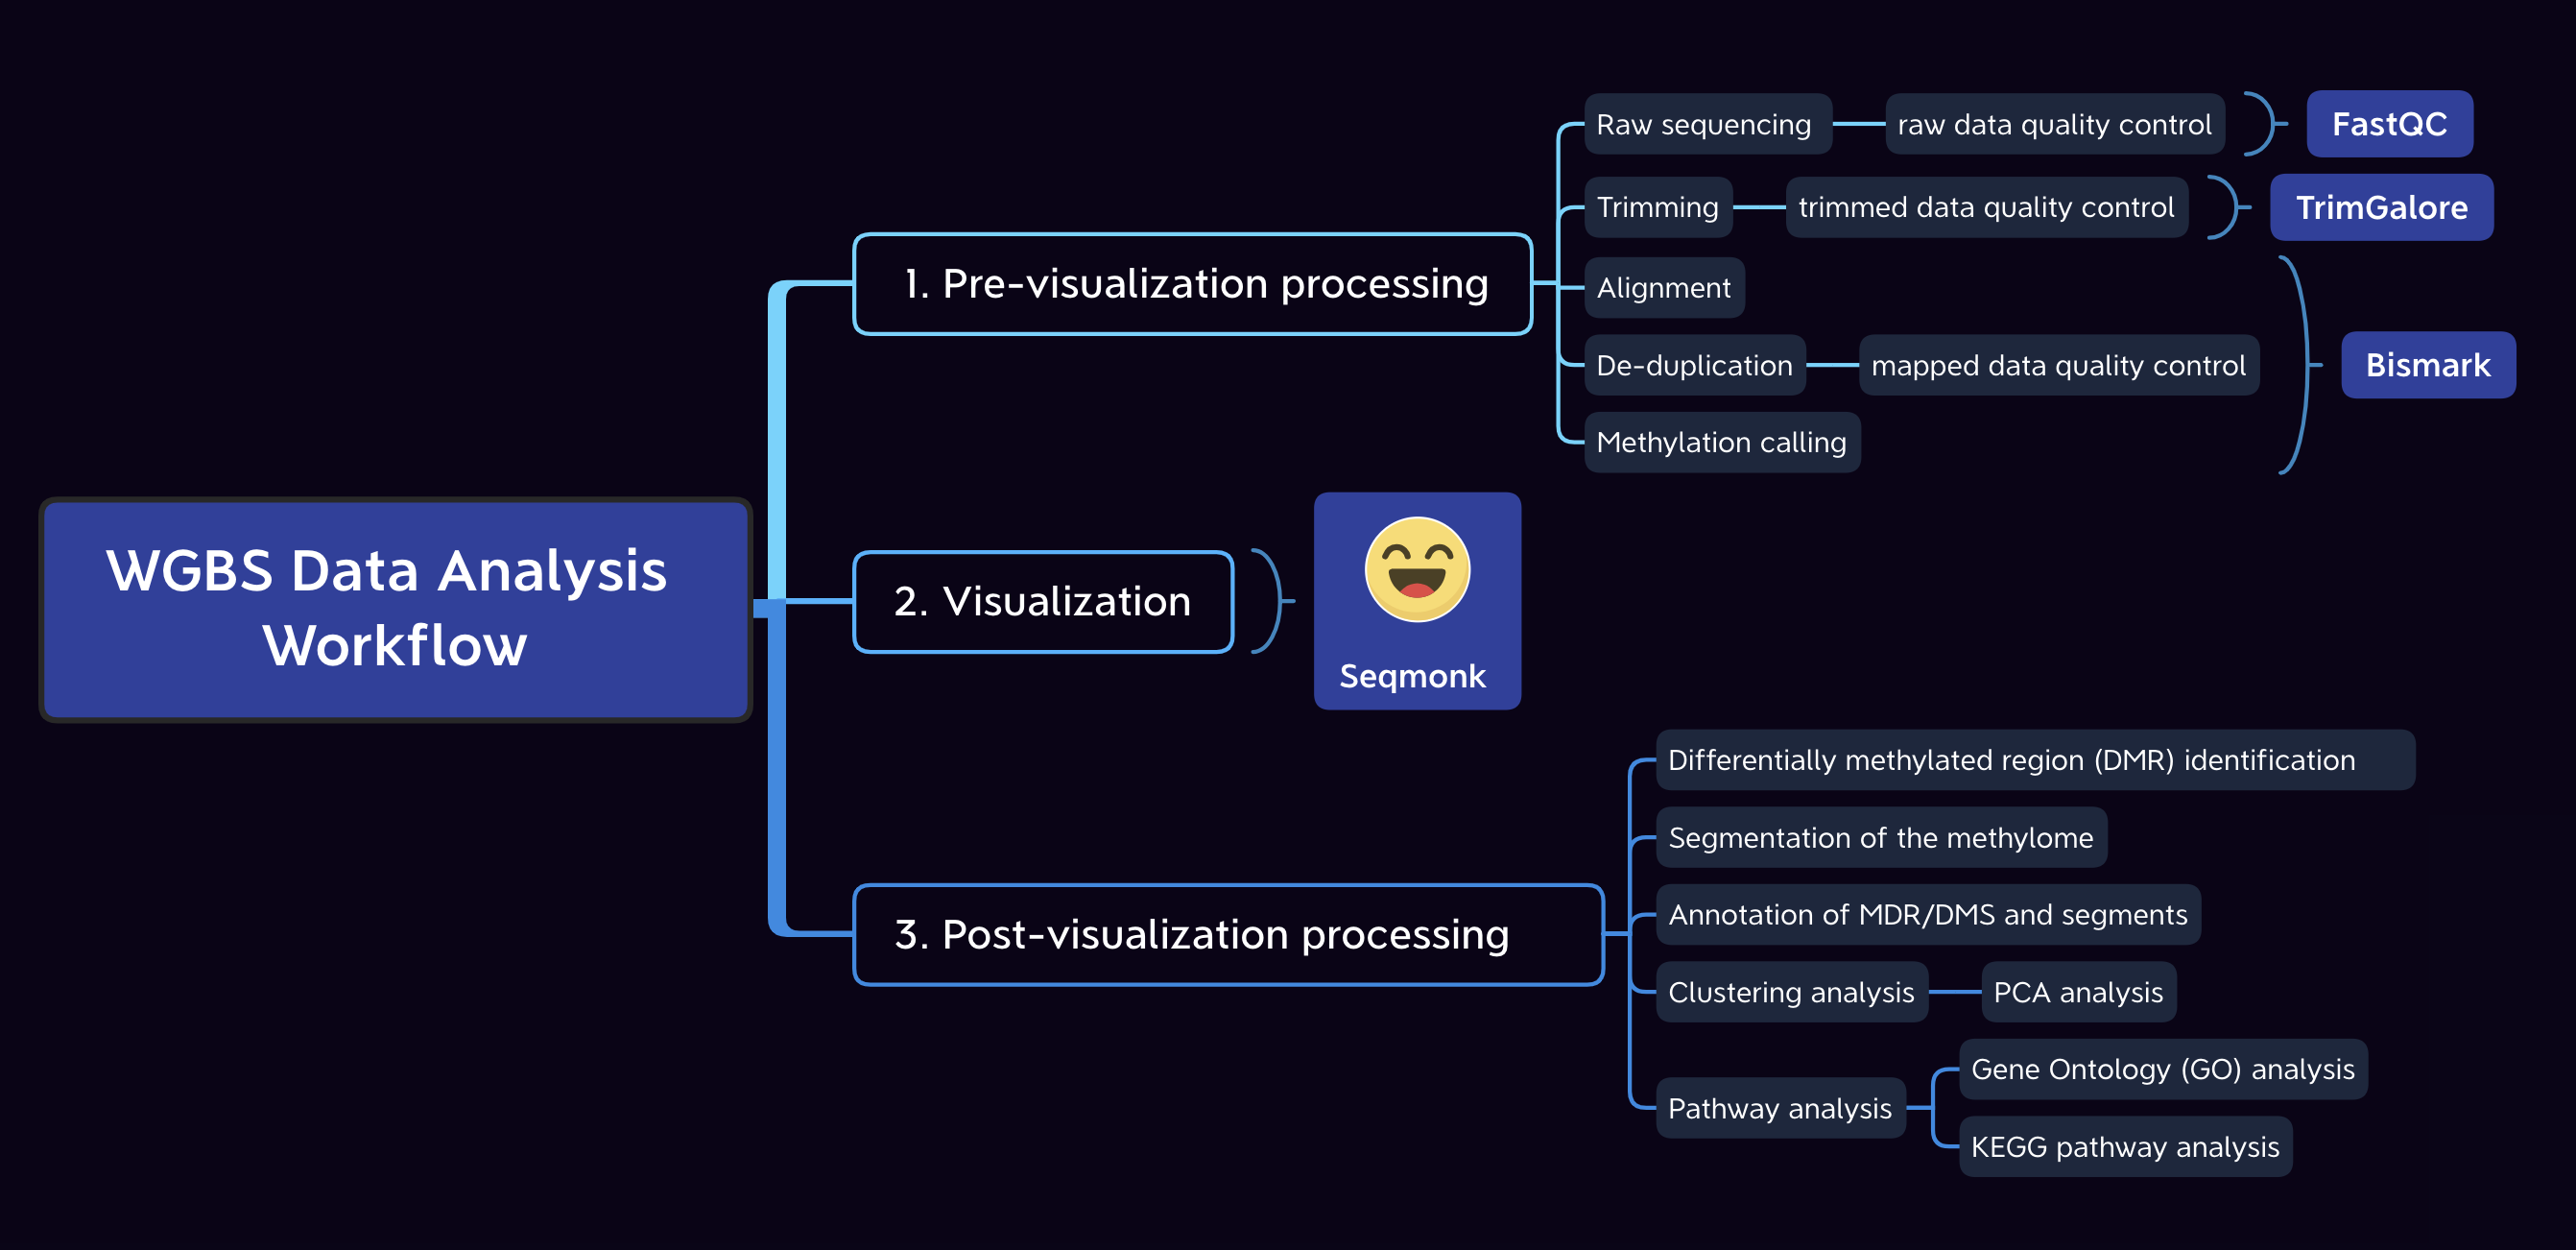 WGBS Data Analysis
Workflow
1. Pre-visualization processing
Raw sequencing
raw data quality control
FastQC
Trimming
trimmed data quality control
TrimGalore
Alignment
De-duplication
mapped data quality control
Methylation calling
Bismark
2. Visualization
Seqmonk
3. Post-visualization processing
Differentially methylated region (DMR) identification
Segmentation of the methylome
Annotation of MDR/DMS and segments
Clustering analysis
PCA analysis
Pathway analysis
Gene Ontology (GO) analysis
KEGG pathway analysis